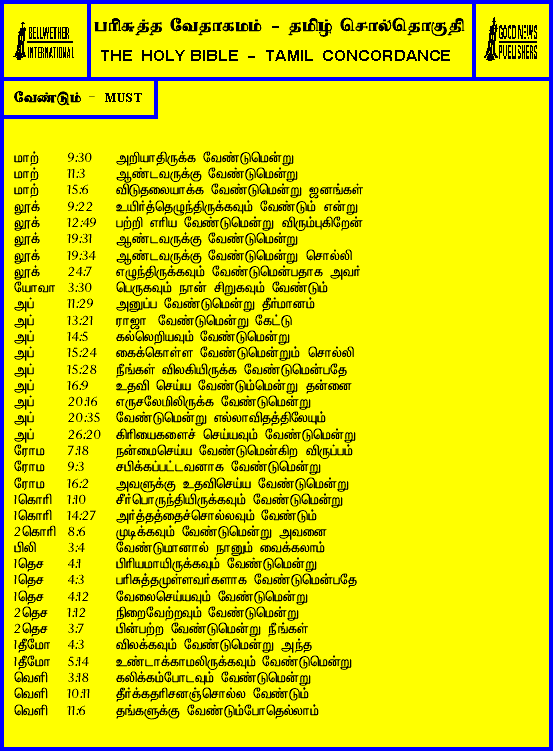 BELLWETHER
INTERNATIONAL
பரிசுத்த வேதாகமம் - தமிழ் சொல்தொகுதி
THE HOLY BIBLE - TAMIL CONCORDANCE
GOOD NEWS
PUBLISHERS
வேண்டும் - MUST
மாற் 9:30 அறியாதிருக்க வேண்டுமென்று
மாற் 11:3 ஆண்டவருக்கு வேண்டுமென்று
மாற் 15:6 விடுதலையாக்க வேண்டுமென்று ஜனங்கள்
லூக் 9:22 உயிர்த்தெழுந்திருக்கவும் வேண்டும் என்று
லூக் 12:49 பற்றி எரிய வேண்டுமென்று விரும்புகிறேன்
லூக் 19:31 ஆண்டவருக்கு வேண்டுமென்று
லூக் 19:34 ஆண்டவருக்கு வேண்டுமென்று சொல்லி
லூக் 24:7 எழுந்திருக்கவும் வேண்டுமென்பதாக அவர்
யோவா 3:30 பெருகவும் நான் சிறுகவும் வேண்டும்
அப் 11:29 அனுப்ப வேண்டுமென்று தீர்மானம்
அப் 13:21 ராஜா வேண்டுமென்று கேட்டு
அப் 14:5 கல்லெறியவும் வேண்டுமென்று
அப் 15:24 கைக்கொள்ள வேண்டுமென்றும் சொல்லி
அப் 15:28 நீங்கள் விலகியிருக்க வேண்டுமென்பதே
அப் 16:9 உதவி செய்ய வேண்டும்மென்று தன்னை
அப் 20:16 எருசலேமிலிருக்க வேண்டுமென்று
அப் 20:35 வேண்டுமென்று எல்லாவிதத்திலேயும்
அப் 26:20 கிரியைகளைச் செய்யவும் வேண்டுமென்று
ரோம 7:18 நன்மைசெய்ய வேண்டுமென்கிற விருப்பம்
ரோம 9:3 சபிக்கப்பட்டவனாக வேண்டுமென்று
ரோம 16:2 அவளுக்கு உதவிசெய்ய வேண்டுமென்று
1கொரி 1:10 சீர்பொருந்தியிருக்கவும் வேண்டுமென்று
1கொரி 14:27 அர்த்தத்தைச்சொல்லவும் வேண்டும்
2கொரி 8:6 முடிக்கவும் வேண்டுமென்று அவனை
பிலி 3:4 வேண்டுமானால் நானும் வைக்கலாம்
1தெச 4:1 பிரியமாயிருக்கவும் வேண்டுமென்று
1தெச 4:3 பரிசுத்தமுள்ளவர்களாக வேண்டுமென்பதே
1தெச 4:12 வேலைசெய்யவும் வேண்டுமென்று
2தெச 1:12 நிறைவேற்றவும் வேண்டுமென்று
2தெச 3:7 பின்பற்ற வேண்டுமென்று நீங்கள்
1தீமோ 4:3 விலக்கவும் வேண்டுமென்று அந்த
1தீமோ 5:14 உண்டாக்காமலிருக்கவும் வேண்டுமென்று
வெளி 3:18 கலிக்கம்போடவும் வேண்டுமென்று
வெளி 10:11 தீர்க்கதரிசனஞ்சொல்ல வேண்டும்
வெளி 11:6 தங்களுக்கு வேண்டும்போதெல்லாம்